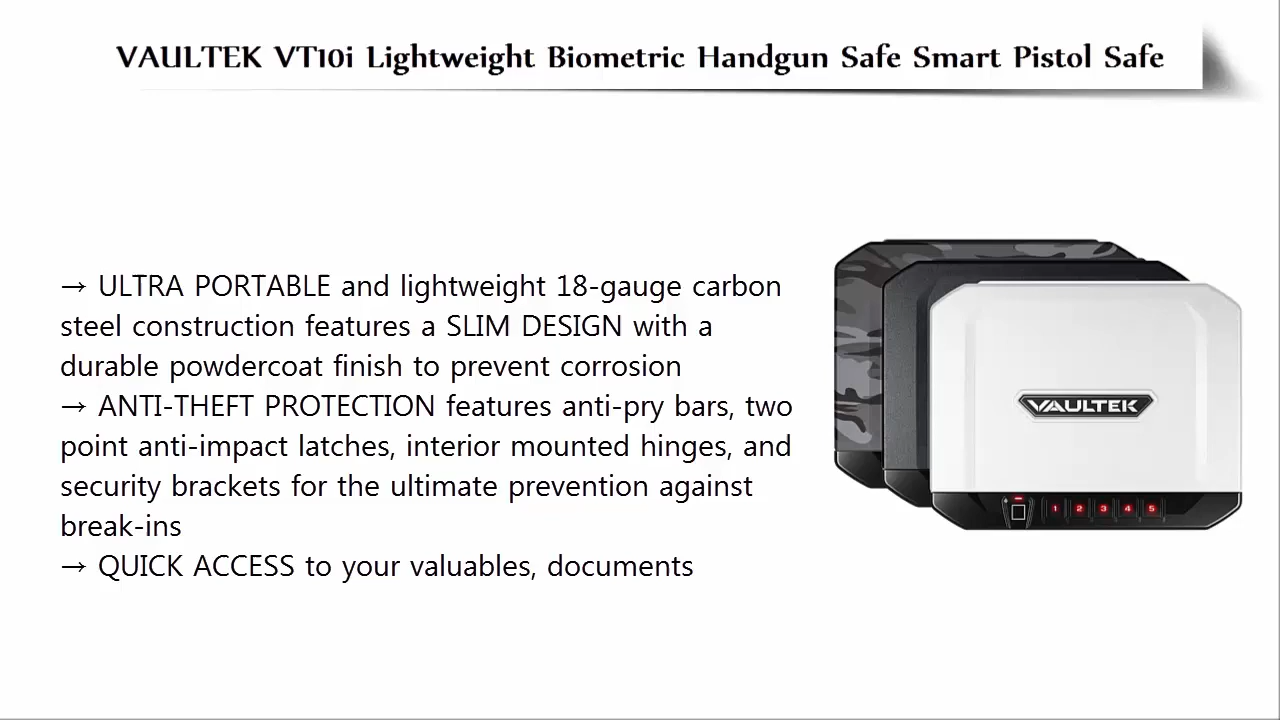 VAULTEK VT10i Lightweight Biometric Handgun Safe Smart Pistol Safe
→ ULTRA PORTABLE and lightweight 18-gauge carbon
steel construction features a SLIM DESIGN with a
durable powdercoat finish to prevent corrosion
→ ANTI-THEFT PROTECTION features anti-pry bars, two
point anti-impact latches, interior mounted hinges, and
security brackets for the ultimate prevention against
break-ins
→ QUICK ACCESS to your valuables, documents
VAULTEK
1 2 3 4 5